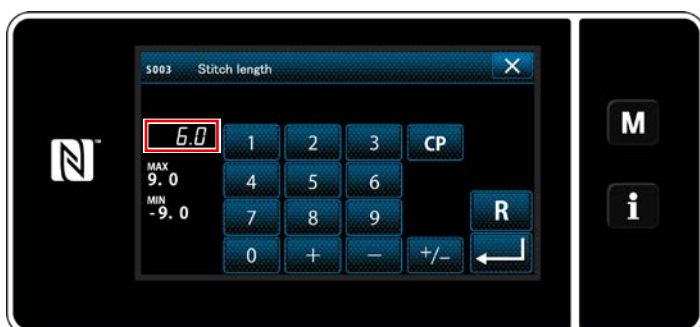 S003 Stitch length
6.0 1 2 3 CP
MAX
9.0 4 5 6
MIN
-9.0 7 8 9 R
0 + − +/−
M
i
N™